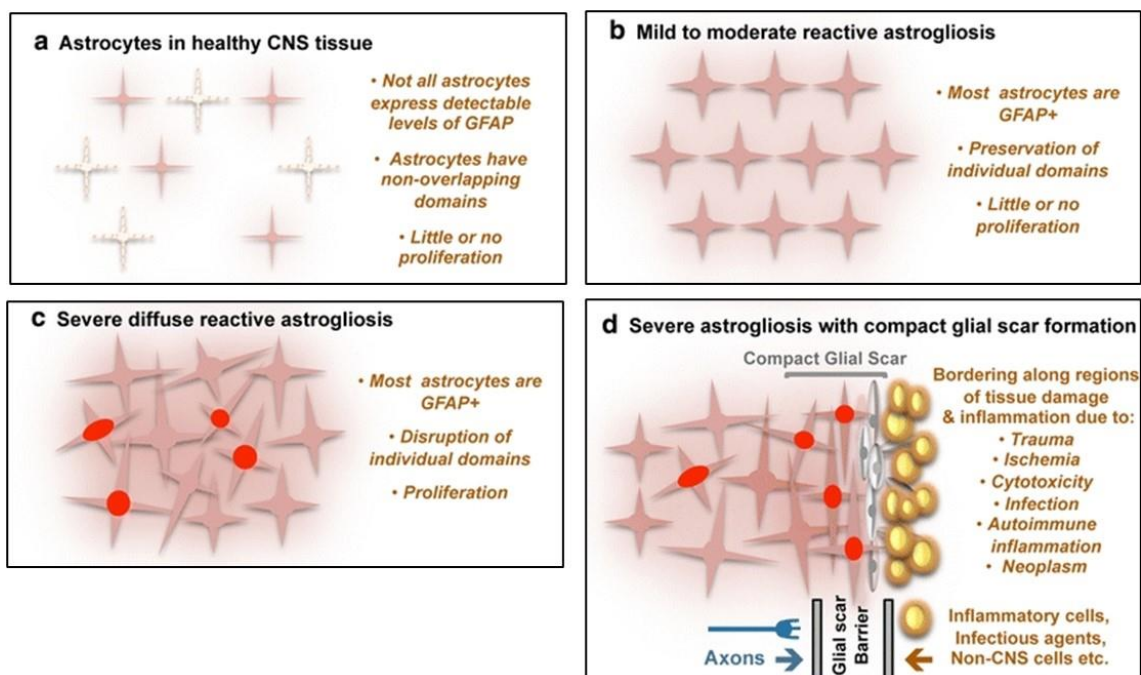 a Astrocytes in healthy CNS tissue
• Not all astrocytes
express detectable
levels of GFAP
• Astrocytes have
non-overlapping
domains
• Little or no
proliferation
b Mild to moderate reactive astrogliosis
• Most astrocytes are
GFAP+
• Preservation of
individual domains
• Little or no
proliferation
c Severe diffuse reactive astrogliosis
• Most astrocytes are
GFAP+
• Disruption of
individual domains
• Proliferation
d Severe astrogliosis with compact glial scar formation
Compact Glial Scar
Bordering along regions
of tissue damage
& inflammation due to:
• Trauma
• Ischemia
• Cytotoxicity
• Infection
• Autoimmune
inflammation
• Neoplasm
Axons
Glial scar
Barrier
Inflammatory cells,
Infectious agents,
Non-CNS cells etc.